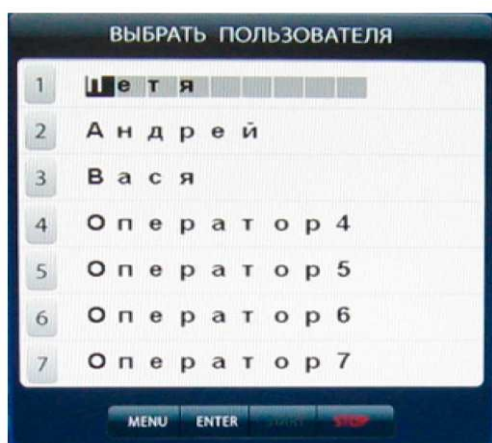 ВЫБРАТЬ ПОЛЬЗОВАТЕЛЯ
1 Петя
2 Андрей
3 Вася
4 Оператор4
5 Оператор5
6 Оператор6
7 Оператор7
MENU ENTER START STOP